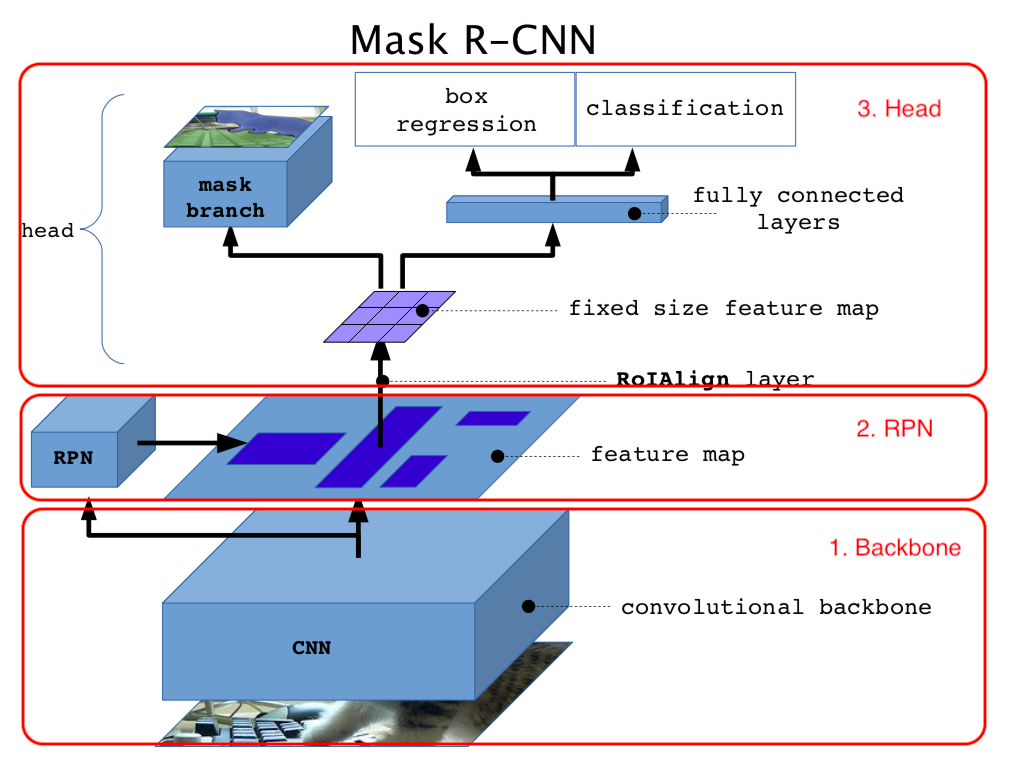 Mask R-CNN
box
regression
classification
3. Head
mask
branch
fully connected
layers
head
fixed size feature map
RoIAlign layer
2. RPN
RPN
feature map
1. Backbone
convolutional backbone
CNN